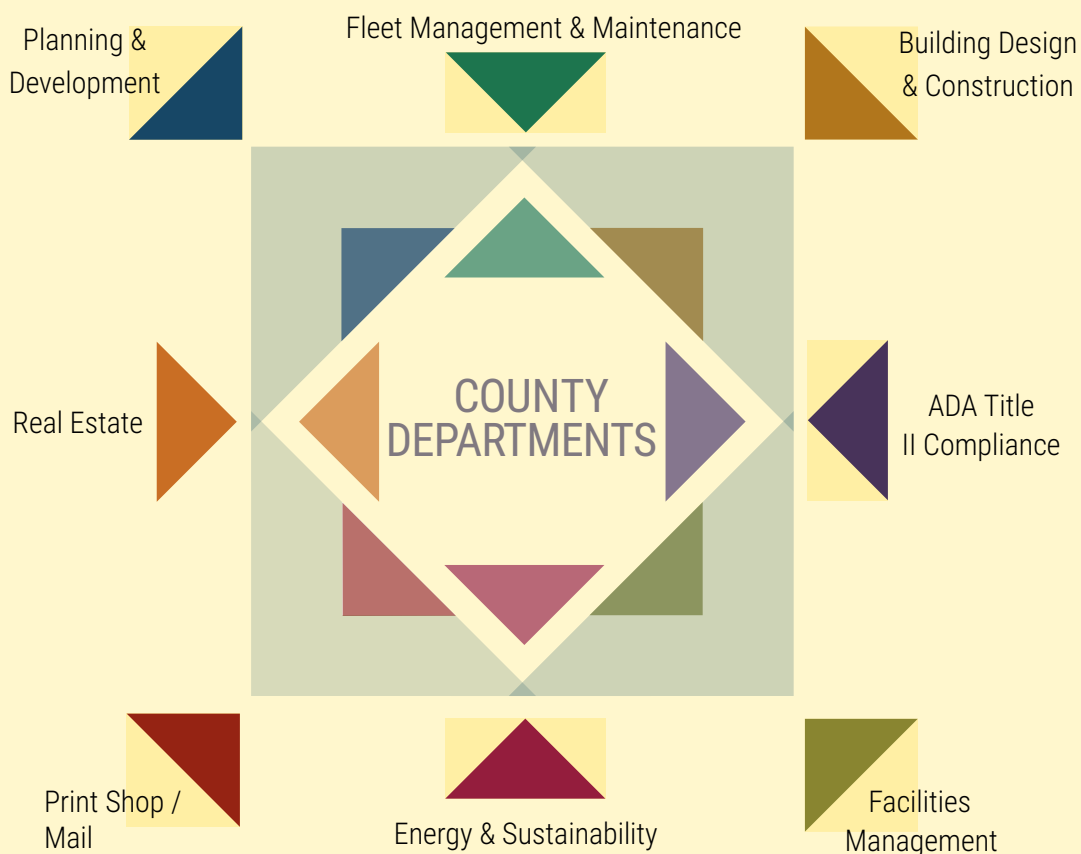 Fleet Management & Maintenance
Planning &
Development
Building Design
& Construction
Real Estate
COUNTY
DEPARTMENTS
ADA Title
II Compliance
Print Shop /
Mail
Energy & Sustainability
Facilities
Management